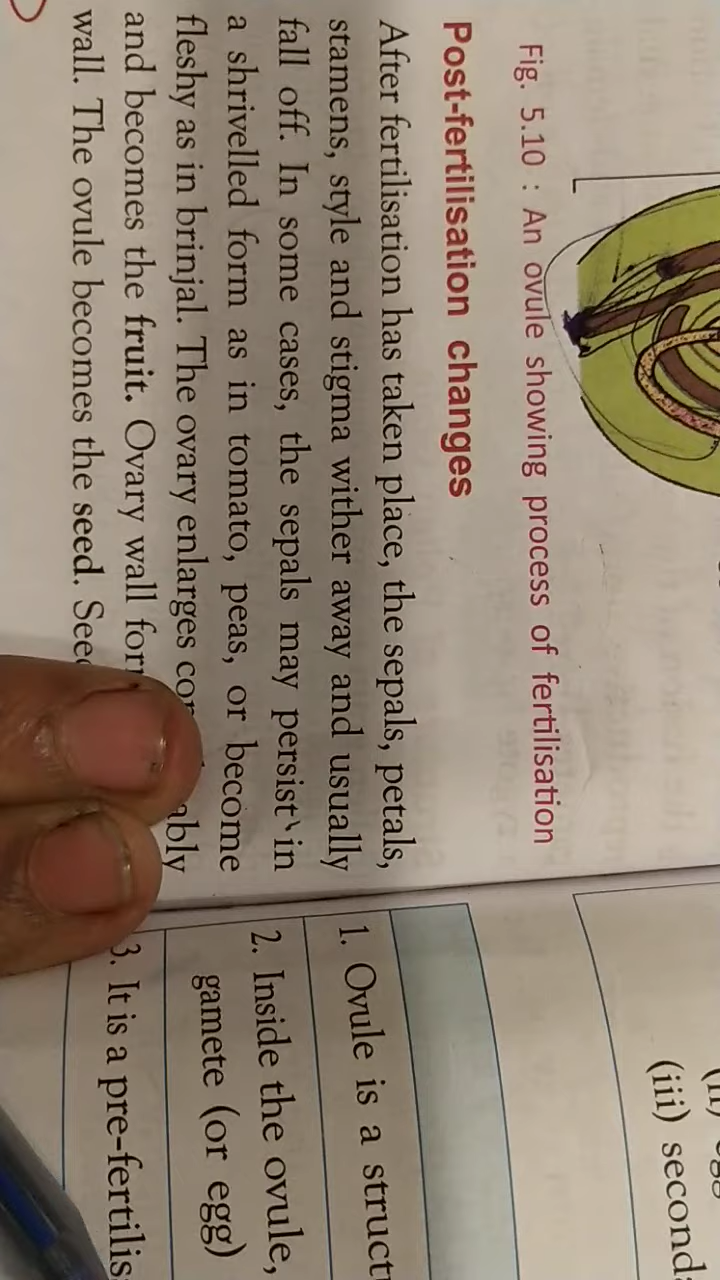 Fig. 5.10 : An ovule showing process of fertilisation
Post-fertilisation changes
After fertilisation has taken place, the sepals, petals,
stamens, style and stigma wither away and usually
fall off. In some cases, the sepals may persist in
a shrivelled form as in tomato, peas, or become
fleshy as in brinjal. The ovary enlarges
and becomes the fruit. Ovary wall
wall. The ovule becomes the seed.
(iii)
1. Ovule is a
2. Inside the ovule,
gamete (or egg)
3. It is a